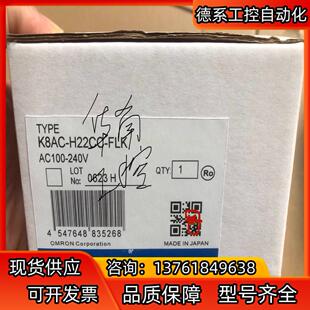 德系工控自动化
TYPE
K8AC-H22CC-FLK
AC100-240V
LOT
No: 0623 H
QTY. 1
Ro
4 547648 835268
OMRON Corporation
MADE IN JAPAN
现货供应
咨询：13761849638
可开发票
品质保障 型号齐全